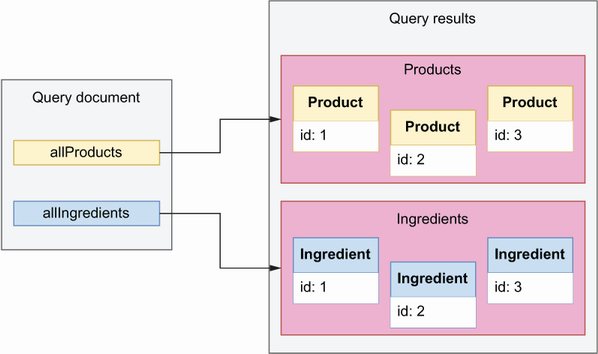 Query results
Products
Product
id: 1
Product
id: 2
Product
id: 3
Query document
allProducts
allIngredients
Ingredients
Ingredient
id: 1
Ingredient
id: 2
Ingredient
id: 3